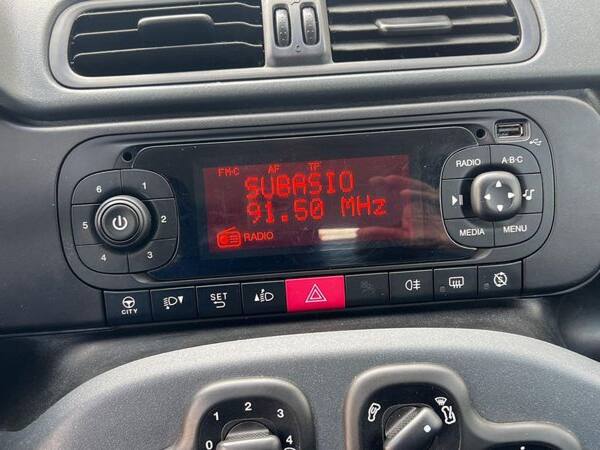 FM-C AF TP
SUBASIO
91.50 MHz
RADIO
6 1
5 2
4 3
RADIO A·B·C
MEDIA MENU
CITY SET
0 1 2 3 4